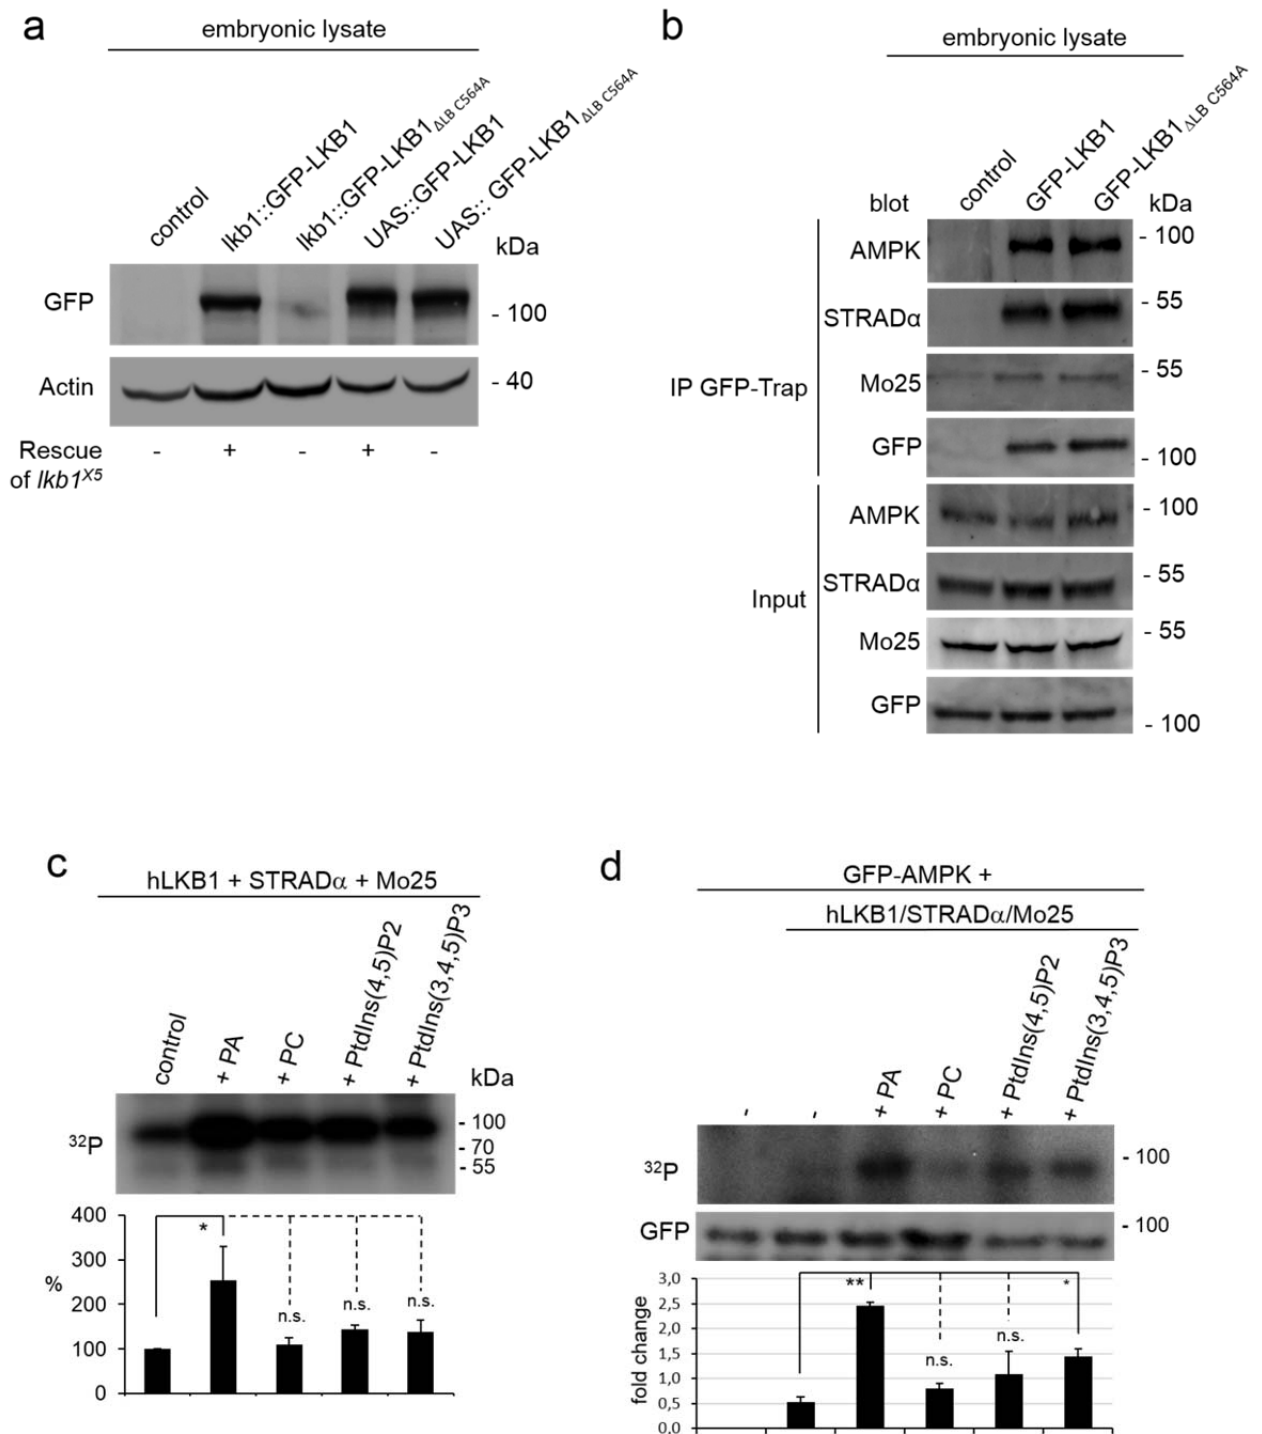 a
embryonic lysate
control
lkb1::GFP-LKB1
lkb1::GFP-LKB1ΔLB C564A
UAS::GFP-LKB1
UAS:: GFP-LKB1ΔLB C564A
kDa
GFP
- 100
Actin
- 40
Rescue
of lkb1X5
- + - + -
b
embryonic lysate
control
GFP-LKB1
GFP-LKB1ΔLB C564A
blot
kDa
IP GFP-Trap
AMPK
- 100
STRADα
- 55
Mo25
- 55
GFP
- 100
Input
AMPK
- 100
STRADα
- 55
Mo25
- 55
GFP
- 100
c
hLKB1 + STRADα + Mo25
control
+ PA
+ PC
+ PtdIns(4,5)P2
+ PtdIns(3,4,5)P3
kDa
32P
- 100
- 70
- 55
400
300
200
100
0
%
*
n.s.
n.s.
n.s.
d
GFP-AMPK +
hLKB1/STRADα/Mo25
-
-
+ PA
+ PC
+ PtdIns(4,5)P2
+ PtdIns(3,4,5)P3
32P
- 100
GFP
- 100
fold change
3,0
2,5
2,0
1,5
1,0
0,5
0.0
**
n.s.
n.s.
*